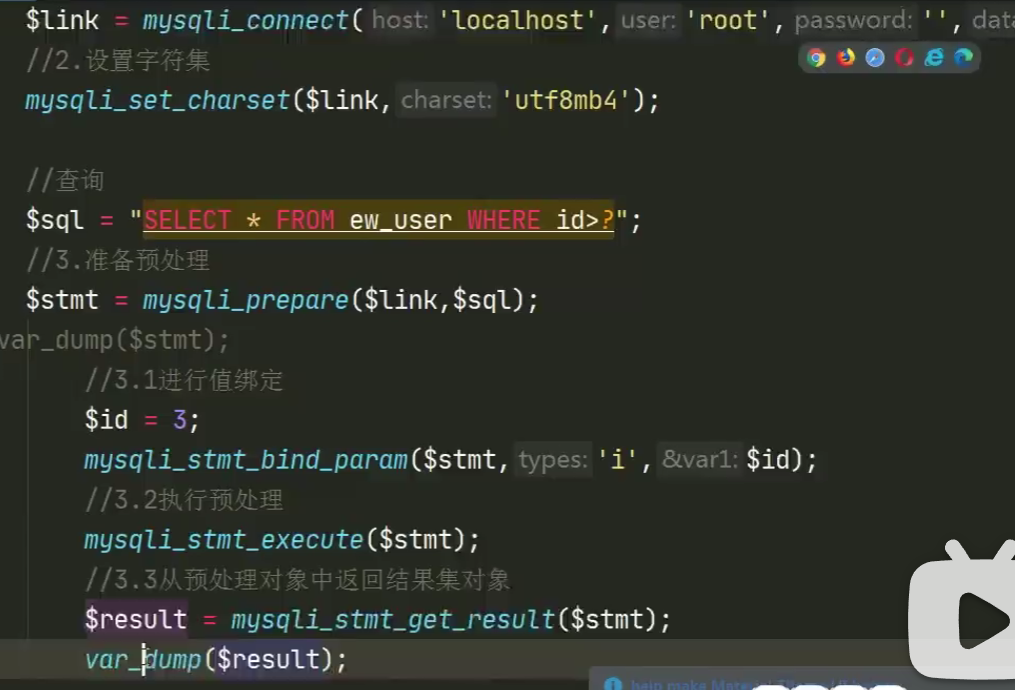 $link = mysqli_connect( host: 'localhost', user: 'root', password: '', data
//2.设置字符集
mysqli_set_charset($link, charset: 'utf8mb4');
//查询
$sql = "SELECT * FROM ew_user WHERE id>?";
//3.准备预处理
$stmt = mysqli_prepare($link,$sql);
var_dump($stmt);
//3.1进行值绑定
$id = 3;
mysqli_stmt_bind_param($stmt, types: 'i', &var1: $id);
//3.2执行预处理
mysqli_stmt_execute($stmt);
//3.3从预处理对象中返回结果集对象
$result = mysqli_stmt_get_result($stmt);
var_dump($result);
help make Material